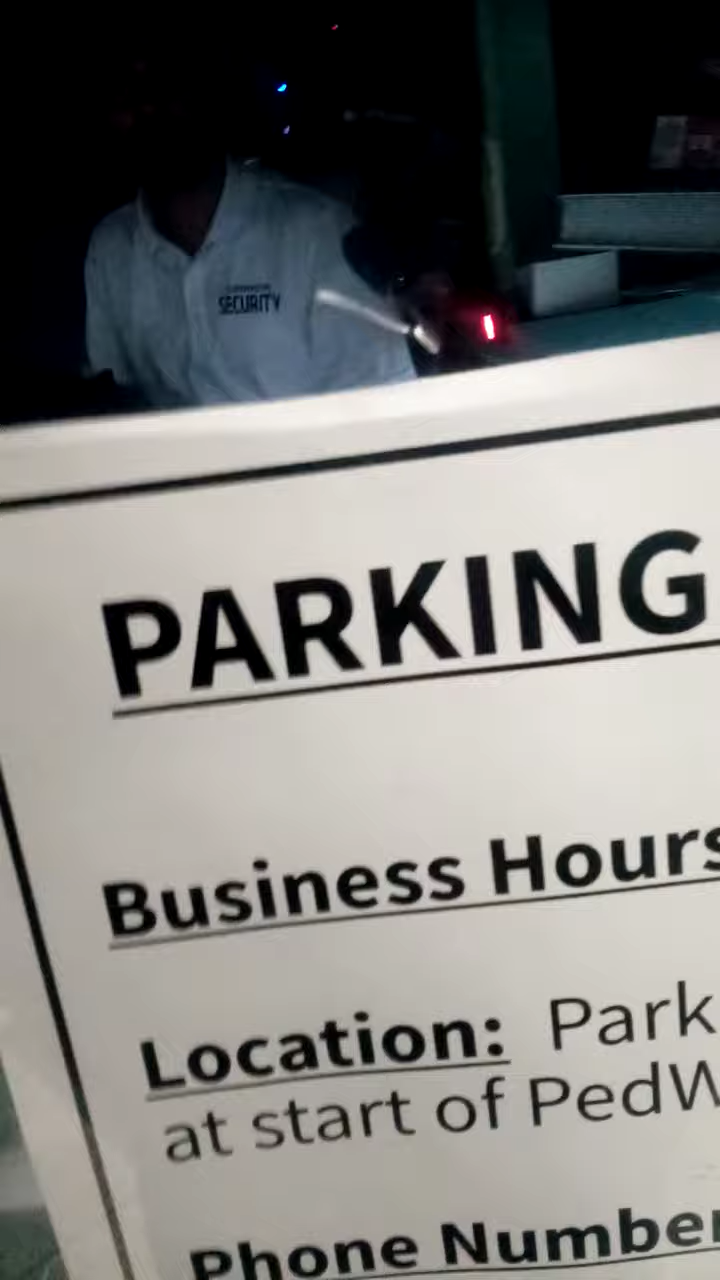 SECURITY
PARKING
Business Hours
Location: Park
at start of PedW
Phone Number